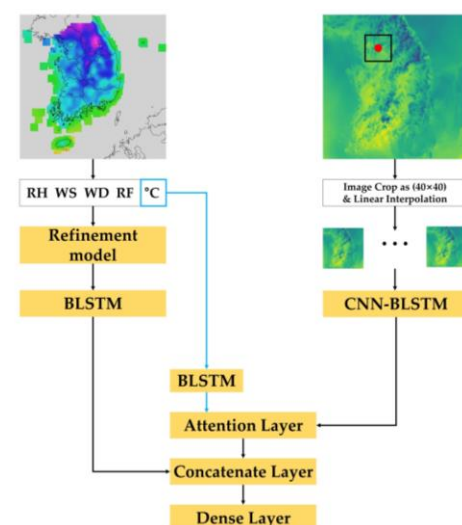 RH WS WD RF °C
Image Crop as (40×40)
& Linear Interpolation
Refinement
model
BLSTM
CNN-BLSTM
BLSTM
Attention Layer
Concatenate Layer
Dense Layer